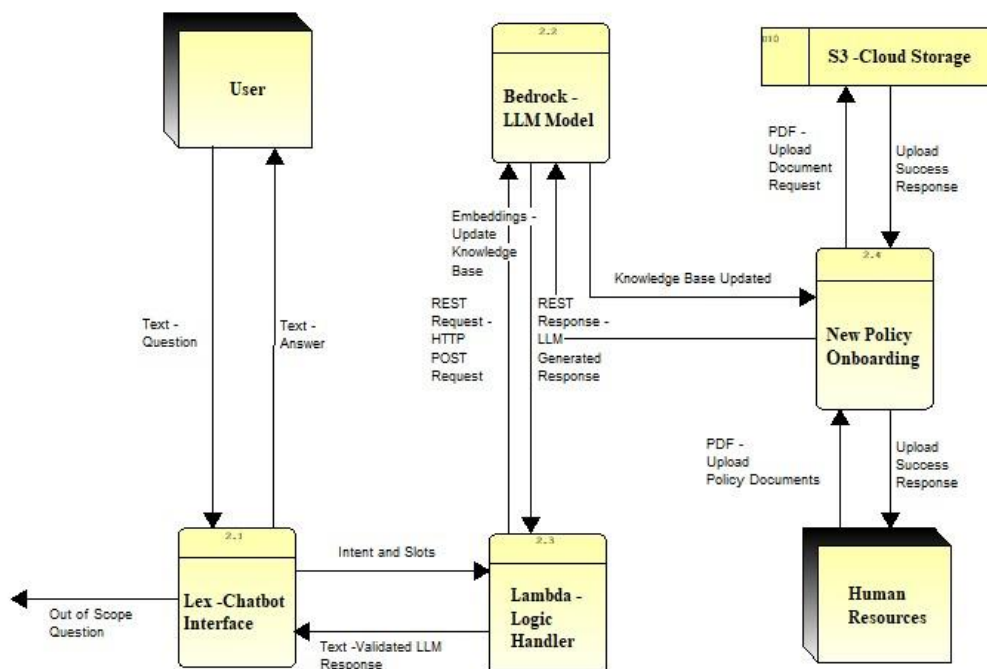 User
2.2
Bedrock -
LLM Model
010
S3 -Cloud Storage
PDF -
Upload
Document
Request
Upload
Success
Response
Embeddings -
Update
Knowledge
Base
2.4
New Policy
Onboarding
Knowledge Base Updated
Text -
Question
Text -
Answer
REST
Request -
HTTP
POST
Request
REST
Response -
LLM
Generated
Response
PDF -
Upload
Policy Documents
Upload
Success
Response
2.1
Lex -Chatbot
Interface
Intent and Slots
2.3
Lambda -
Logic
Handler
Human
Resources
Out of Scope
Question
Text -Validated LLM
Response